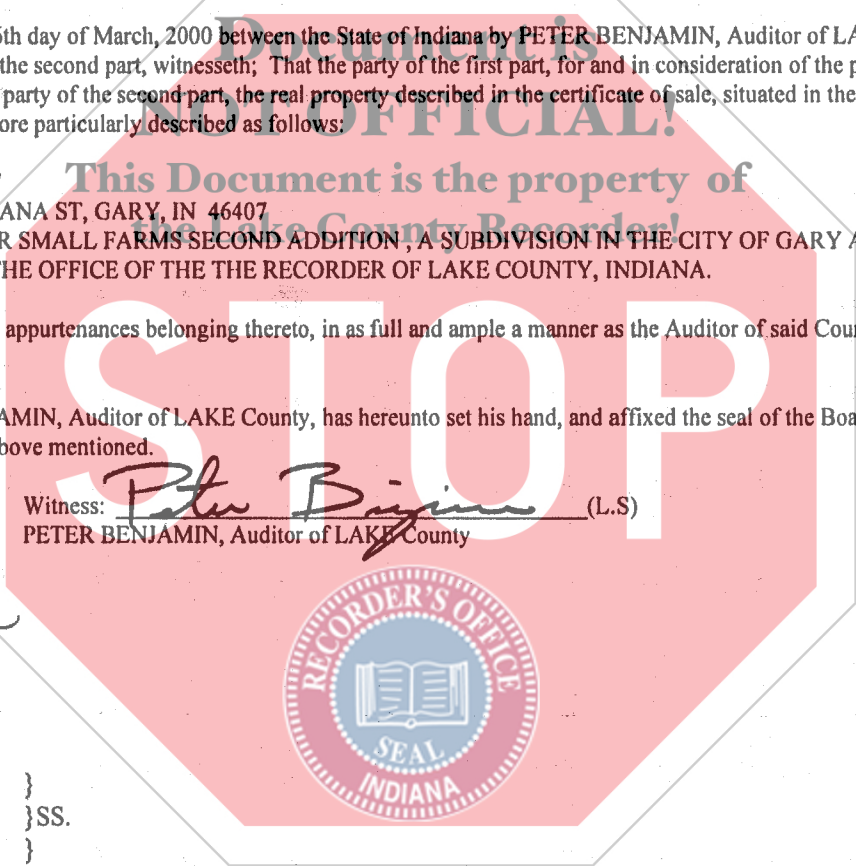 5th day of March, 2000 between the State of Indiana by PETER BENJAMIN, Auditor of LA
Document is
the second part, witnesseth; That the party of the first part, for and in consideration of the p
party of the second part, the real property described in the certificate of sale, situated in the
NOT OFFICIAL!
ore particularly described as follows:
This Document is the property of
ANA ST, GARY, IN 46407
the Lake County Recorder!
R SMALL FARMS SECOND ADDITION , A SUBDIVISION IN THE CITY OF GARY A
THE OFFICE OF THE THE RECORDER OF LAKE COUNTY, INDIANA.
appurtenances belonging thereto, in as full and ample a manner as the Auditor of said Cou
STOP
AMIN, Auditor of LAKE County, has hereunto set his hand, and affixed the seal of the Boa
bove mentioned.
Witness: (L.S)
PETER BENJAMIN, Auditor of LAKE County
RECORDER'S OFFICE
SEAL
INDIANA
}
}SS.
}